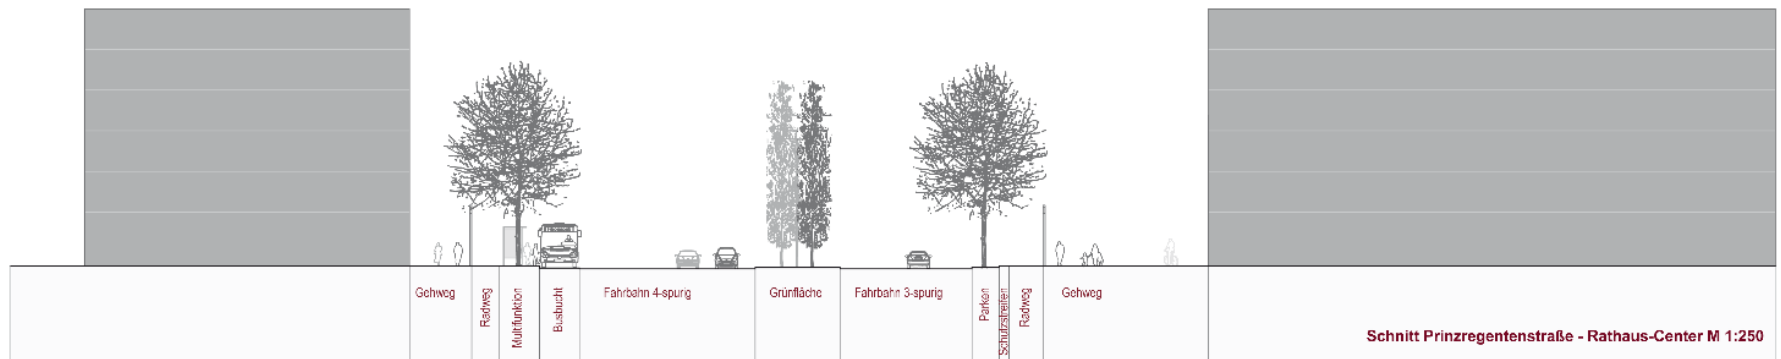 Gehweg
Radweg
Multifunktion
Busbucht
Fahrbahn 4-spurig
Grünfläche
Fahrbahn 3-spurig
Parken
Schutzstreifen
Radweg
Gehweg
Schnitt Prinzregentenstraße - Rathaus-Center M 1:250